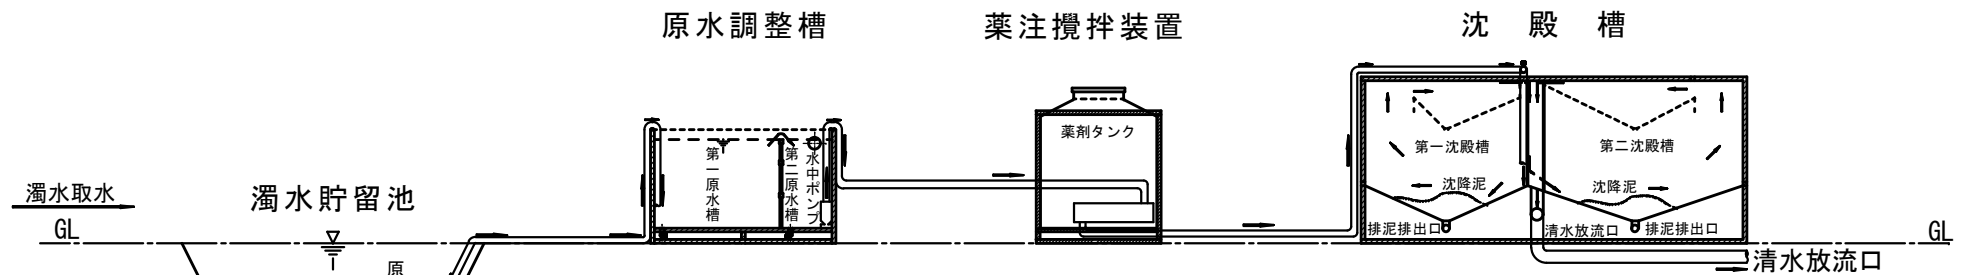 原水調整槽
薬注攪拌装置
沈殿槽
濁水取水
GL
濁水貯留池
原
第一原水槽
第二原水槽
水中ポンプ
薬剤タンク
第一沈殿槽
第二沈殿槽
沈降泥
沈降泥
排泥排出口
清水放流口
排泥排出口
GL
清水放流口